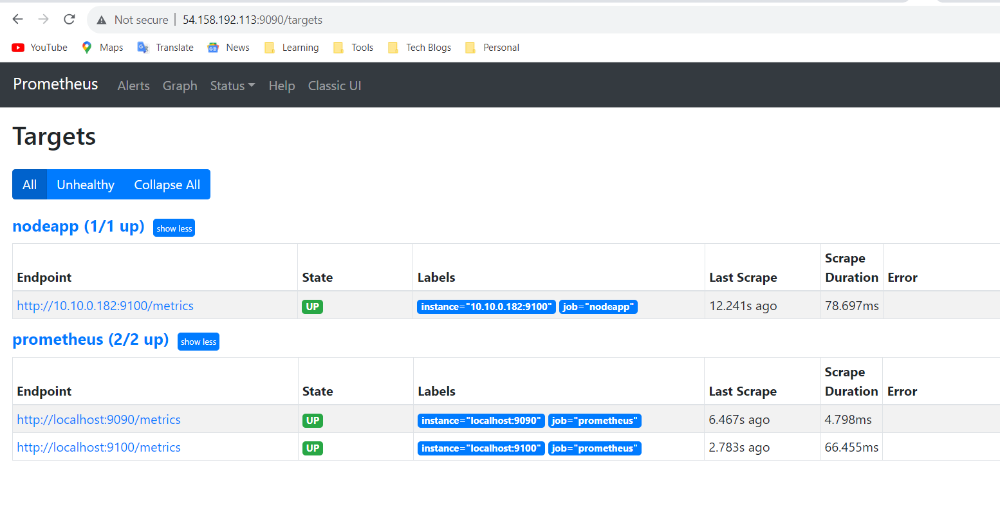 Not secure | 54.158.192.113:9090/targets
YouTube Maps Translate News Learning Tools Tech Blogs Personal
Prometheus Alerts Graph Status Help Classic UI
Targets
All Unhealthy Collapse All
nodeapp (1/1 up) show less
Endpoint State Labels Last Scrape Scrape Duration Error
http://10.10.0.182:9100/metrics UP instance="10.10.0.182:9100" job="nodeapp" 12.241s ago 78.697ms
prometheus (2/2 up) show less
Endpoint State Labels Last Scrape Scrape Duration Error
http://localhost:9090/metrics UP instance="localhost:9090" job="prometheus" 6.467s ago 4.798ms
http://localhost:9100/metrics UP instance="localhost:9100" job="prometheus" 2.783s ago 66.455ms